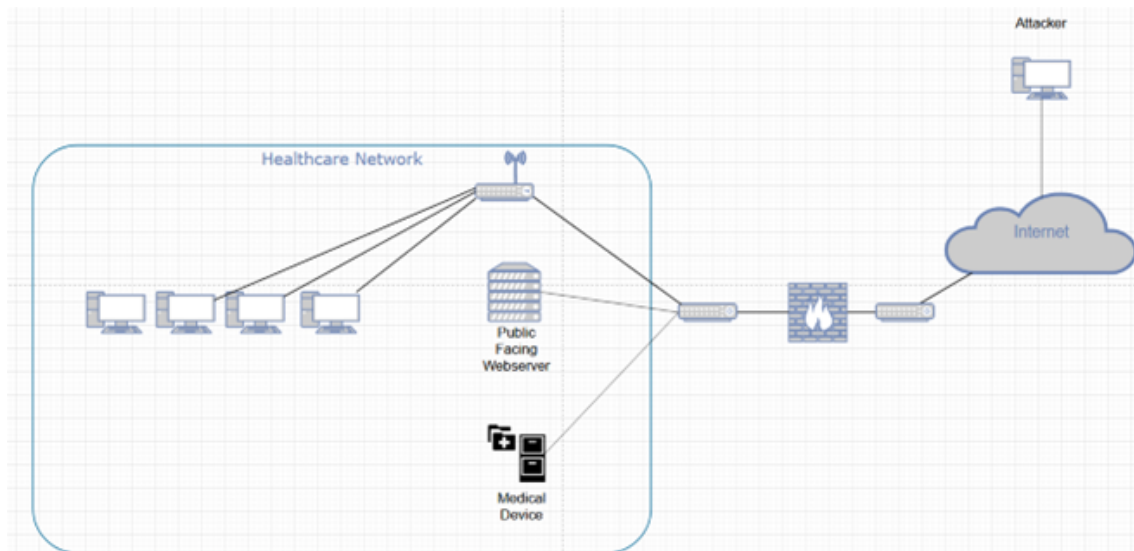 Attacker
Healthcare Network
Internet
Public
Facing
Webserver
Medical
Device